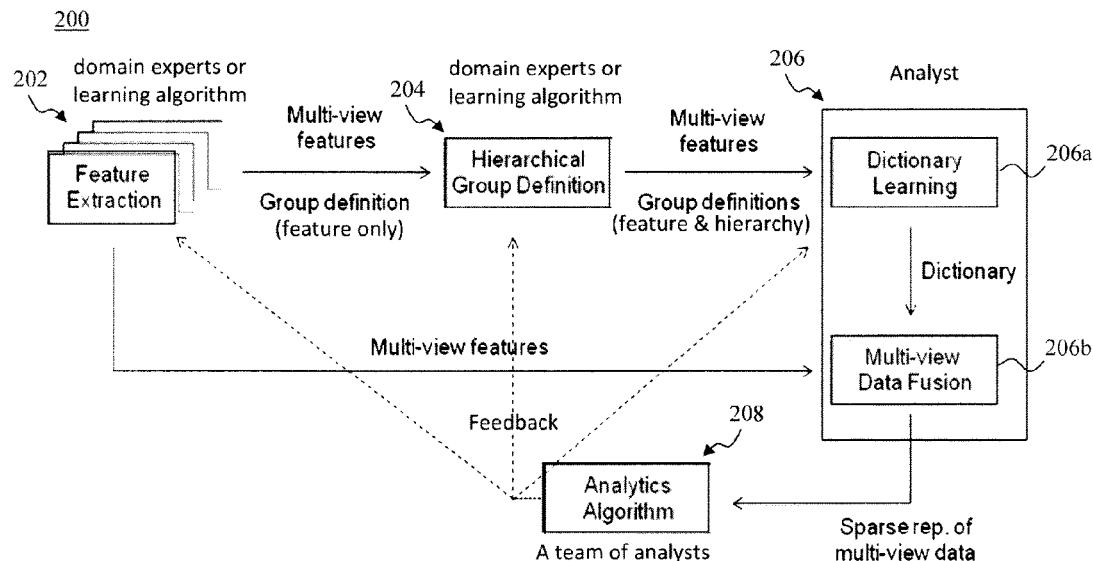 200
202
domain experts or
learning algorithm
Feature
Extraction
Multi-view
features
Group definition
(feature only)
204
domain experts or
learning algorithm
Hierarchical
Group Definition
Multi-view
features
Group definitions
(feature & hierarchy)
206
Analyst
Dictionary
Learning
206a
Dictionary
Multi-view features
Multi-view
Data Fusion
206b
Feedback
208
Analytics
Algorithm
A team of analysts
Sparse rep. of
multi-view data